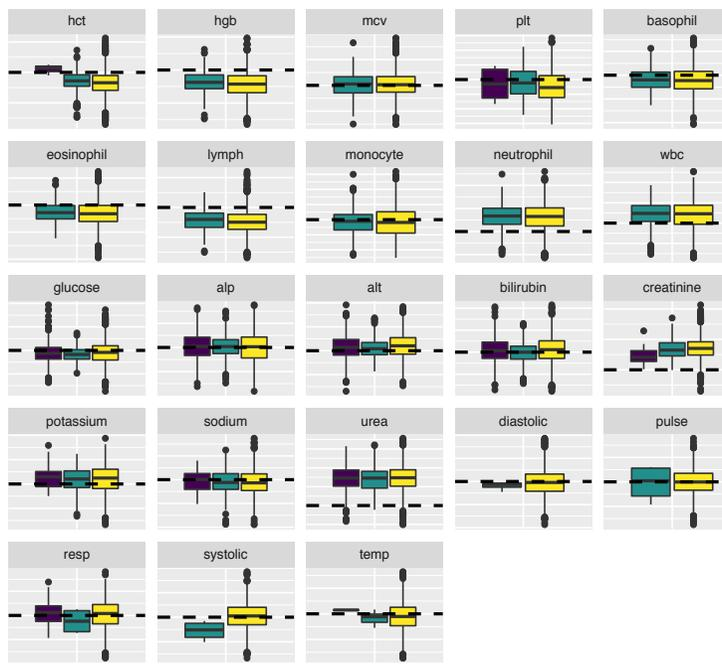 hct hgb mcv plt basophil
eosinophil lymph monocyte neutrophil wbc
glucose alp alt bilirubin creatinine
potassium sodium urea diastolic pulse
resp systolic temp